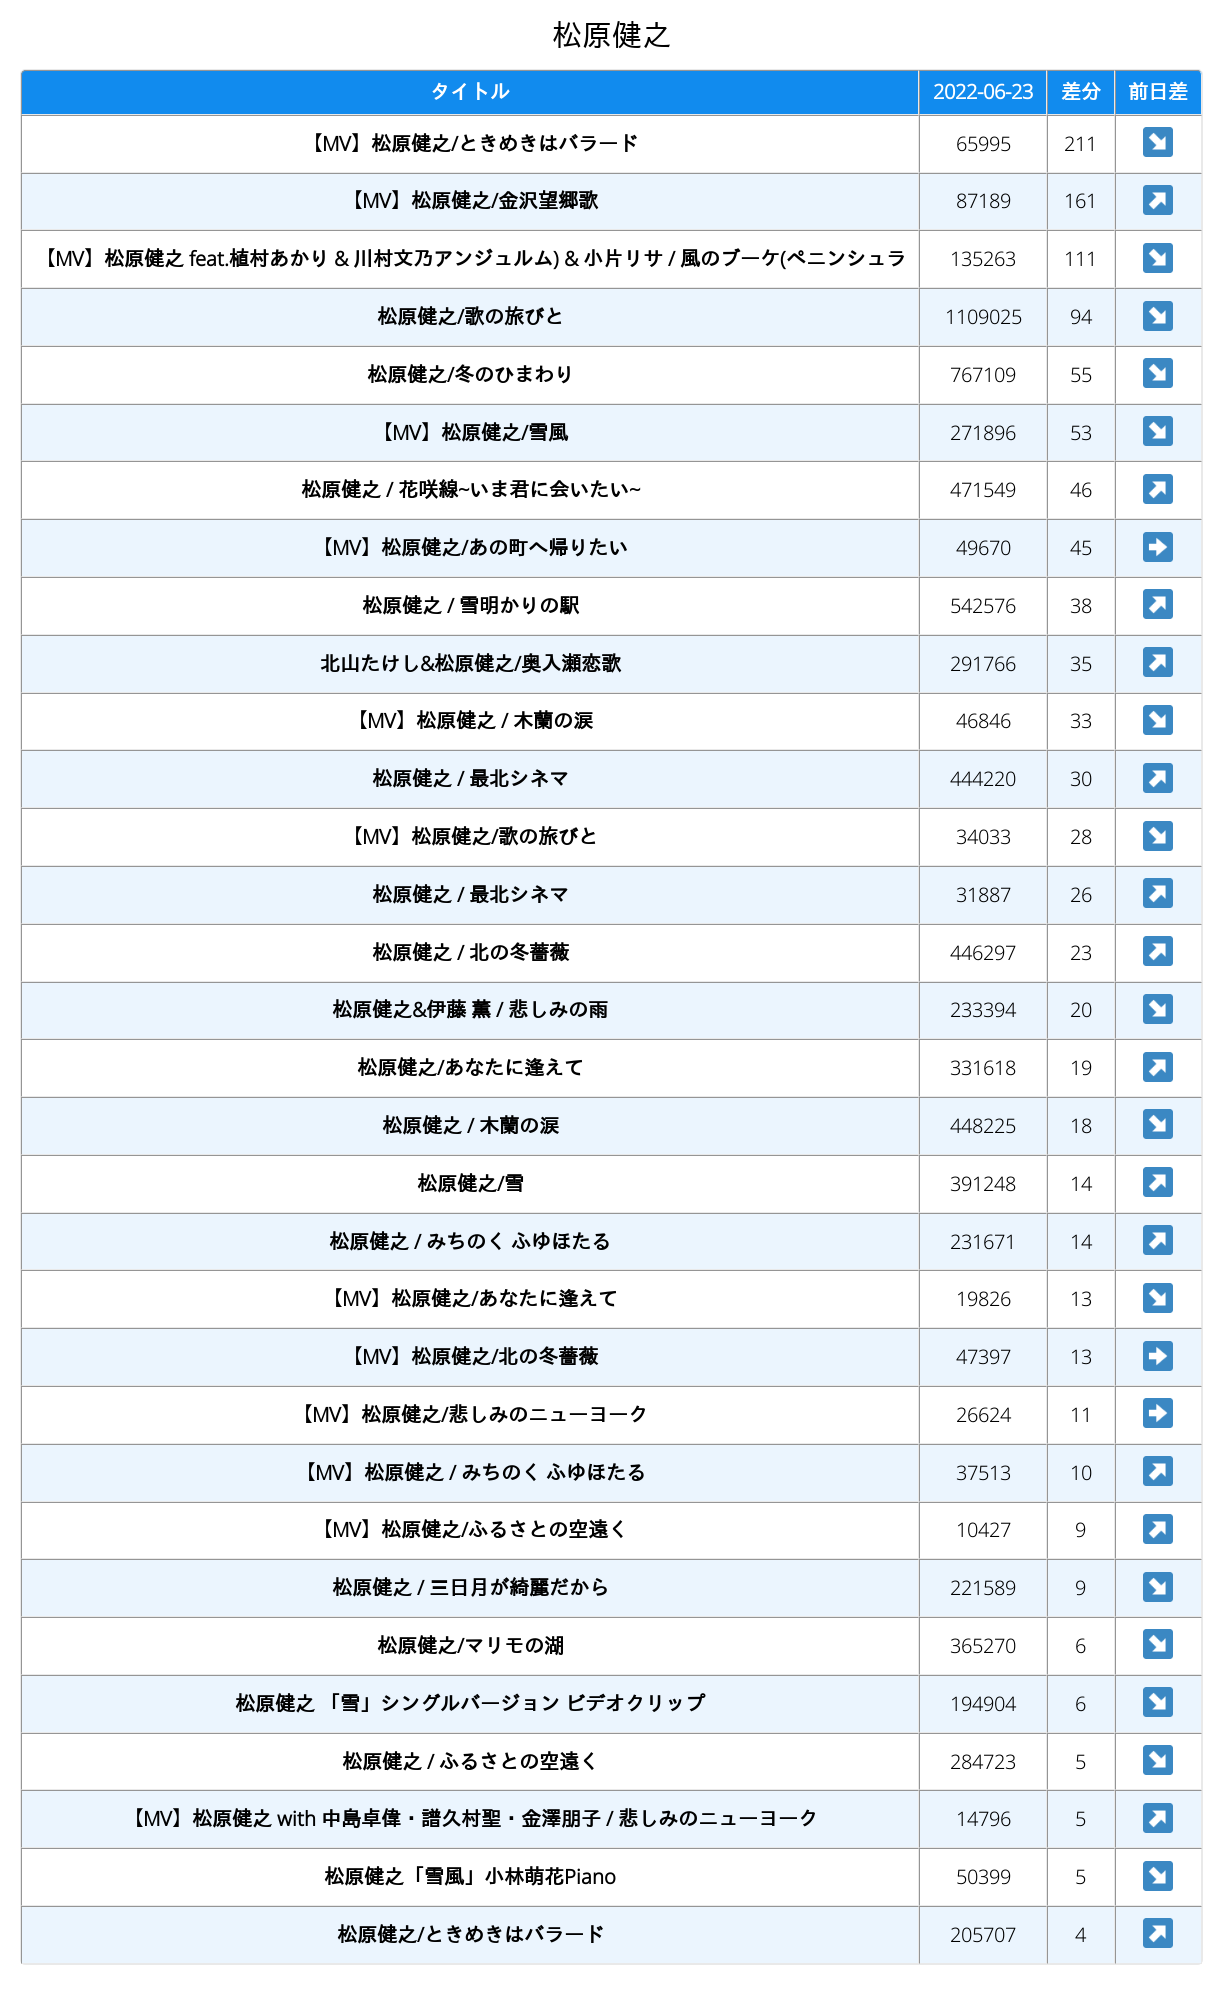 松原健之
タイトル 2022-06-23 差分 前日差
【MV】松原健之/ときめきはバラード 65995 211 ↘
【MV】松原健之/金沢望郷歌 87189 161 ↗
【MV】松原健之 feat.植村あかり & 川村文乃アンジュルム) & 小片リサ / 風のブーケ(ペニンシュラ 135263 111 ↘
松原健之/歌の旅びと 1109025 94 ↘
松原健之/冬のひまわり 767109 55 ↘
【MV】松原健之/雪風 271896 53 ↘
松原健之 / 花咲線~いま君に会いたい~ 471549 46 ↗
【MV】松原健之/あの町へ帰りたい 49670 45 ➡
松原健之 / 雪明かりの駅 542576 38 ↗
北山たけし&松原健之/奥入瀬恋歌 291766 35 ↗
【MV】松原健之 / 木蘭の涙 46846 33 ↘
松原健之 / 最北シネマ 444220 30 ↗
【MV】松原健之/歌の旅びと 34033 28 ↘
松原健之 / 最北シネマ 31887 26 ↗
松原健之 / 北の冬薔薇 446297 23 ↗
松原健之&伊藤 薫 / 悲しみの雨 233394 20 ↘
松原健之/あなたに逢えて 331618 19 ↗
松原健之 / 木蘭の涙 448225 18 ↘
松原健之/雪 391248 14 ↗
松原健之 / みちのく ふゆほたる 231671 14 ↗
【MV】松原健之/あなたに逢えて 19826 13 ↘
【MV】松原健之/北の冬薔薇 47397 13 ➡
【MV】松原健之/悲しみのニューヨーク 26624 11 ➡
【MV】松原健之 / みちのく ふゆほたる 37513 10 ↗
【MV】松原健之/ふるさとの空遠く 10427 9 ↗
松原健之 / 三日月が綺麗だから 221589 9 ↘
松原健之/マリモの湖 365270 6 ↘
松原健之 「雪」シングルバージョン ビデオクリップ 194904 6 ↘
松原健之 / ふるさとの空遠く 284723 5 ↘
【MV】松原健之 with 中島卓偉・譜久村聖・金澤朋子 / 悲しみのニューヨーク 14796 5 ↗
松原健之「雪風」小林萌花Piano 50399 5 ↘
松原健之/ときめきはバラード 205707 4 ↗